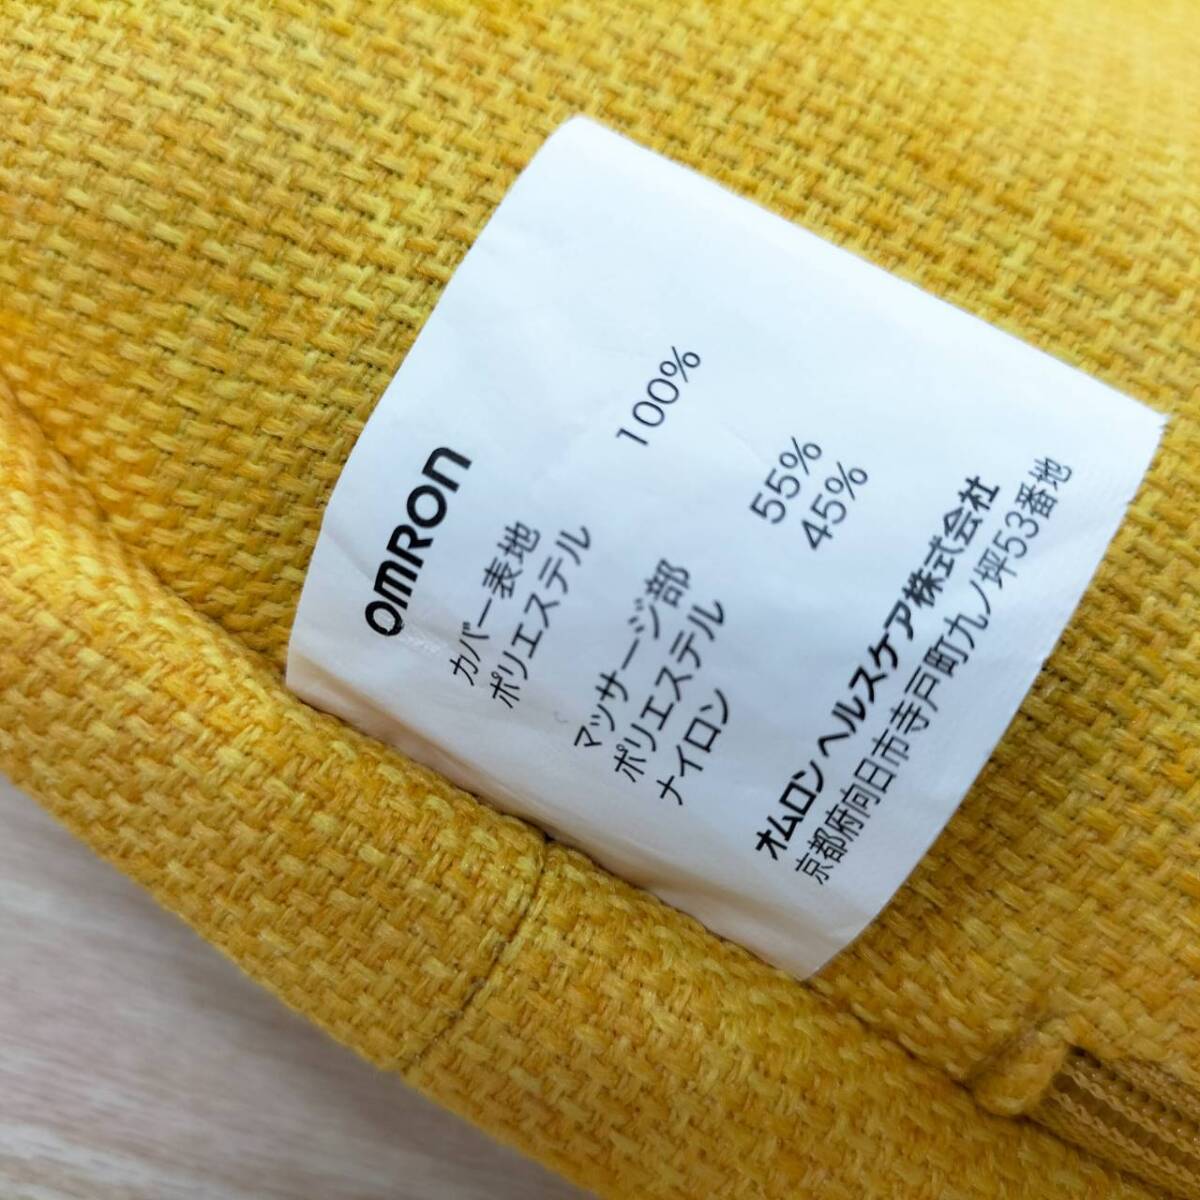 OMRON
カバー表地
ポリエステル 100%
マッサージ部
ポリエステル 55%
ナイロン 45%
オムロン ヘルスケア株式会社
京都府向日市寺戸町九ノ坪53番地